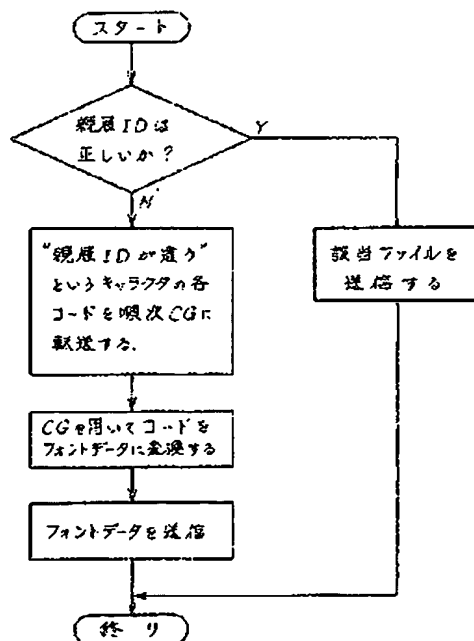 スタート
親展IDは
正しいか?
Y
N
"親展IDが違う"
というキャラクタの各
コードを順次CGに
転送する.
該当ファイルを
送信する
CGを用いてコードを
フォントデータに変換する
フォントデータを送信
終り